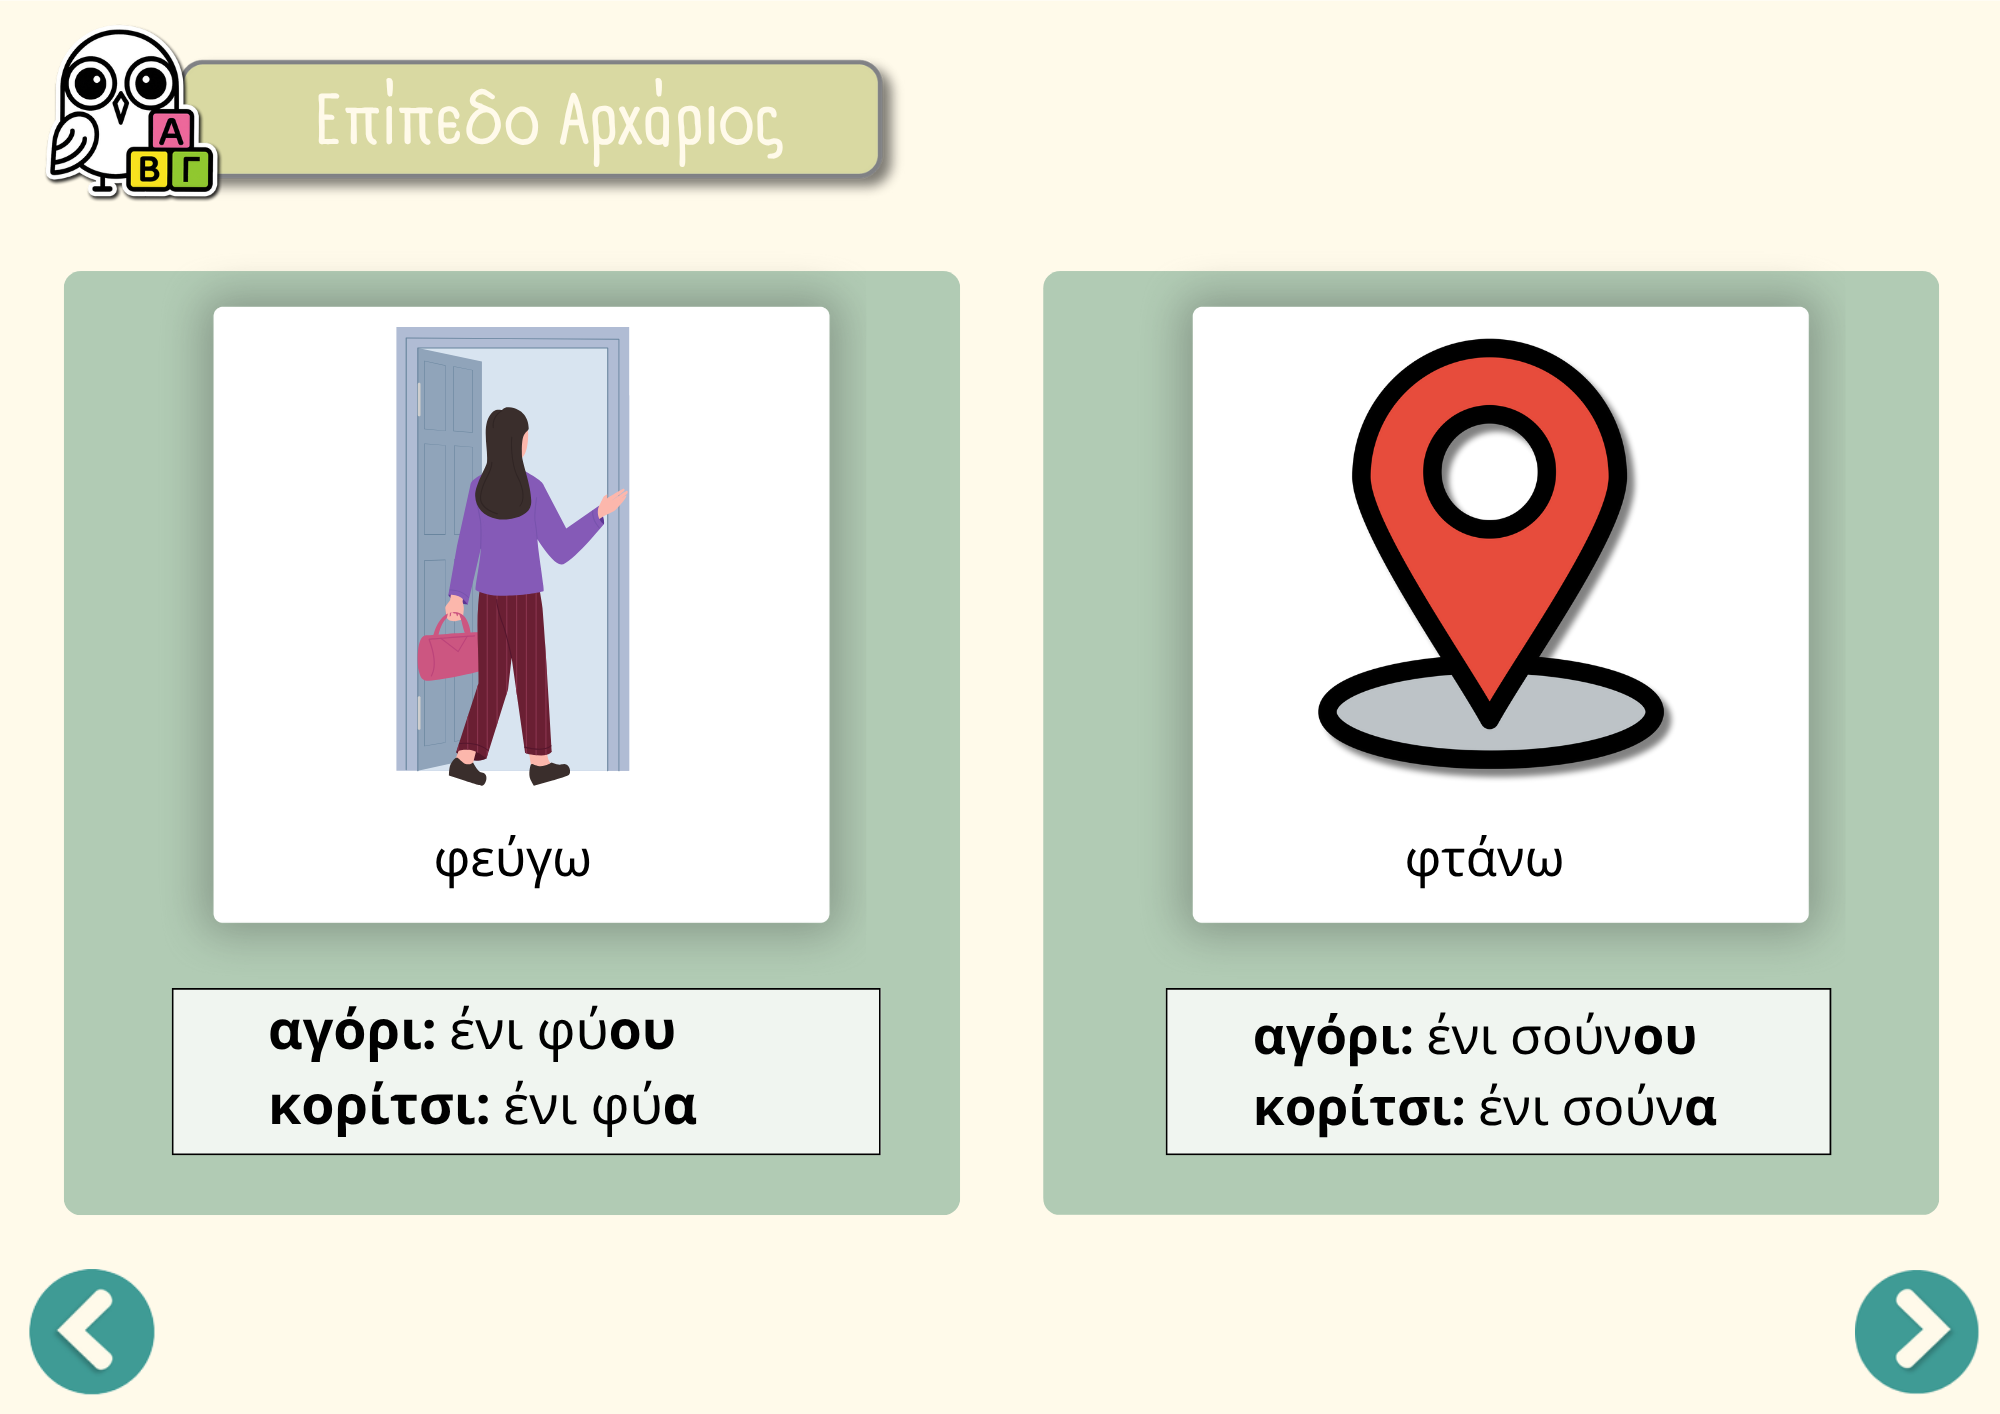 Επίπεδο Αρχάριος
Α
Β Γ
φεύγω
αγόρι: ένι φύου
κορίτσι: ένι φύα
φτάνω
αγόρι: ένι σούνου
κορίτσι: ένι σούνα